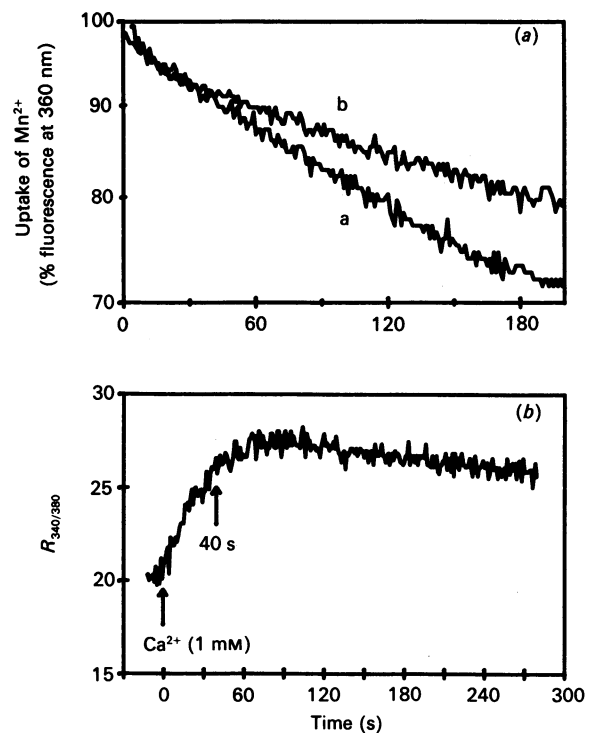 (a)
Uptake of Mn²⁺
(% fluorescence at 360 nm)
100
90
80
70
b
a
0 60 120 180
(b)
R340/380
30
25
20
15
40 s
Ca²⁺ (1 mM)
0 60 120 180 240 300
Time (s)